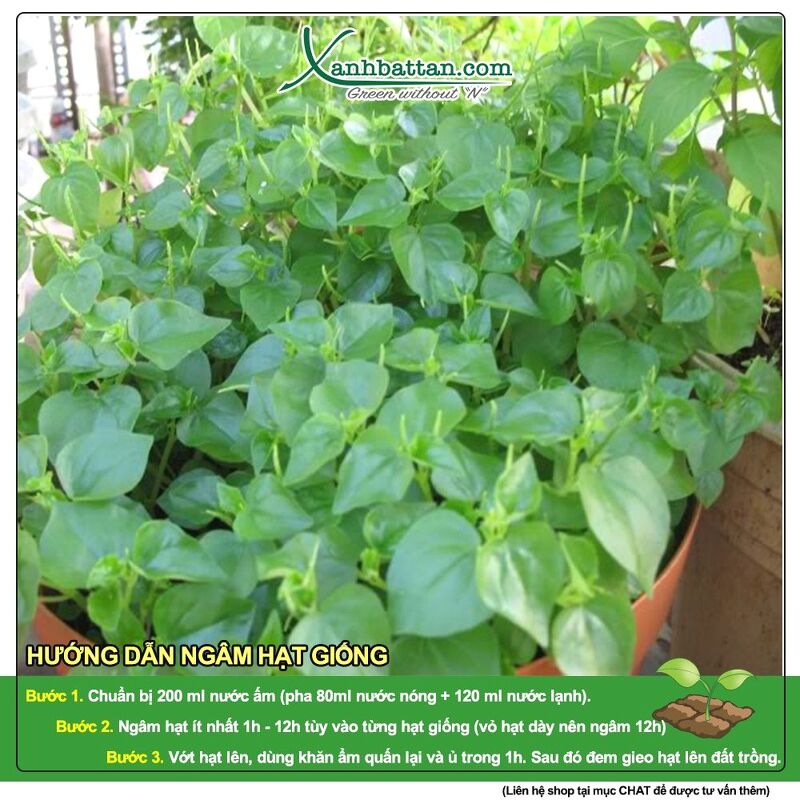 Xanhbattan.com
Green without "N"
HƯỚNG DẪN NGÂM HẠT GIỐNG
Bước 1. Chuẩn bị 200 ml nước ấm (pha 80ml nước nóng + 120 ml nước lạnh).
Bước 2. Ngâm hạt ít nhất 1h - 12h tùy vào từng hạt giống (vỏ hạt dày nên ngâm 12h)
Bước 3. Vớt hạt lên, dùng khăn ẩm quấn lại và ủ trong 1h. Sau đó đem gieo hạt lên đất trồng.
(Liên hệ shop tại mục CHAT để được tư vấn thêm)